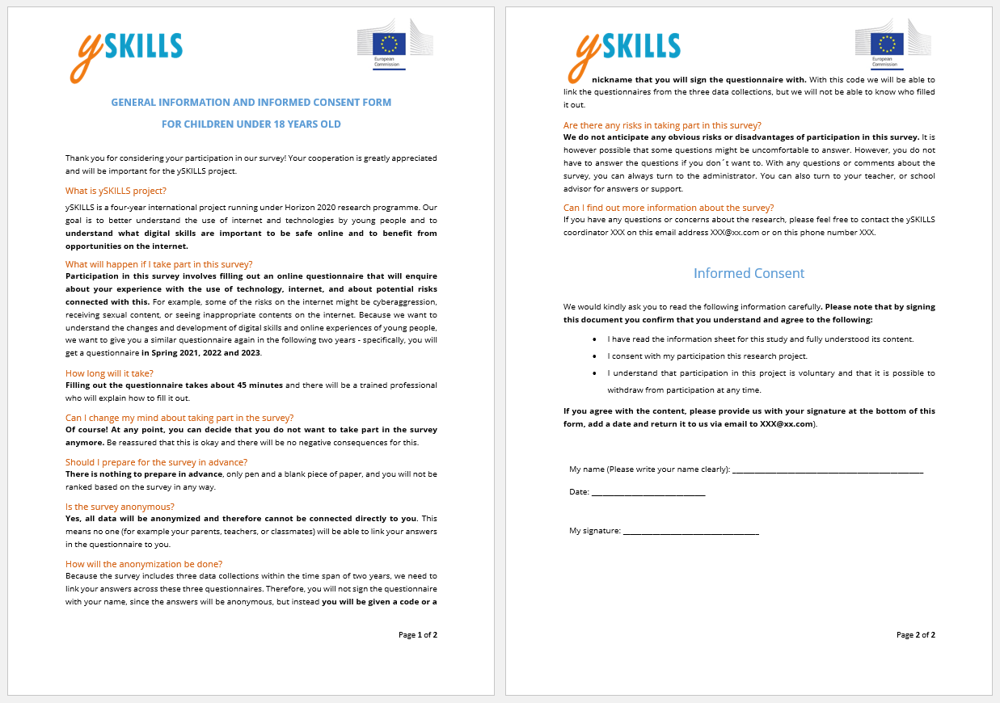 ySKILLS
European
Commission
GENERAL INFORMATION AND INFORMED CONSENT FORM
FOR CHILDREN UNDER 18 YEARS OLD
Thank you for considering your participation in our survey! Your cooperation is greatly appreciated
and will be important for the ySKILLS project.
What is ySKILLS project?
ySKILLS is a four-year international project running under Horizon 2020 research programme. Our
goal is to better understand the use of internet and technologies by young people and to
understand what digital skills are important to be safe online and to benefit from
opportunities on the internet.
What will happen if I take part in this survey?
Participation in this survey involves filling out an online questionnaire that will enquire
about your experience with the use of technology, internet, and about potential risks
connected with this. For example, some of the risks on the internet might be cyberaggression,
receiving sexual content, or seeing inappropriate contents on the internet. Because we want to
understand the changes and development of digital skills and online experiences of young people,
we want to give you a similar questionnaire again in the following two years - specifically, you will
get a questionnaire in Spring 2021, 2022 and 2023.
How long will it take?
Filling out the questionnaire takes about 45 minutes and there will be a trained professional
who will explain how to fill it out.
Can I change my mind about taking part in the survey?
Of course! At any point, you can decide that you do not want to take part in the survey
anymore. Be reassured that this is okay and there will be no negative consequences for this.
Should I prepare for the survey in advance?
There is nothing to prepare in advance, only pen and a blank piece of paper, and you will not be
ranked based on the survey in any way.
Is the survey anonymous?
Yes, all data will be anonymized and therefore cannot be connected directly to you. This
means no one (for example your parents, teachers, or classmates) will be able to link your answers
in the questionnaire to you.
How will the anonymization be done?
Because the survey includes three data collections within the time span of two years, we need to
link your answers across these three questionnaires. Therefore, you will not sign the questionnaire
with your name, since the answers will be anonymous, but instead you will be given a code or a
Page 1 of 2
ySKILLS
European
Commission
nickname that you will sign the questionnaire with. With this code we will be able to
link the questionnaires from the three data collections, but we will not be able to know who filled
it out.
Are there any risks in taking part in this survey?
We do not anticipate any obvious risks or disadvantages of participation in this survey. It is
however possible that some questions might be uncomfortable to answer. However, you do not
have to answer the questions if you don´t want to. With any questions or comments about the
survey, you can always turn to the administrator. You can also turn to your teacher, or school
advisor for answers or support.
Can I find out more information about the survey?
If you have any questions or concerns about the research, please feel free to contact the ySKILLS
coordinator XXX on this email address XXX@xx.com or on this phone number XXX.
Informed Consent
We would kindly ask you to read the following information carefully. Please note that by signing
this document you confirm that you understand and agree to the following:
• I have read the information sheet for this study and fully understood its content.
• I consent with my participation this research project.
• I understand that participation in this project is voluntary and that it is possible to
withdraw from participation at any time.
If you agree with the content, please provide us with your signature at the bottom of this
form, add a date and return it to us via email to XXX@xx.com).
My name (Please write your name clearly): ____________________
Date: ____________________
My signature: ____________________
Page 2 of 2